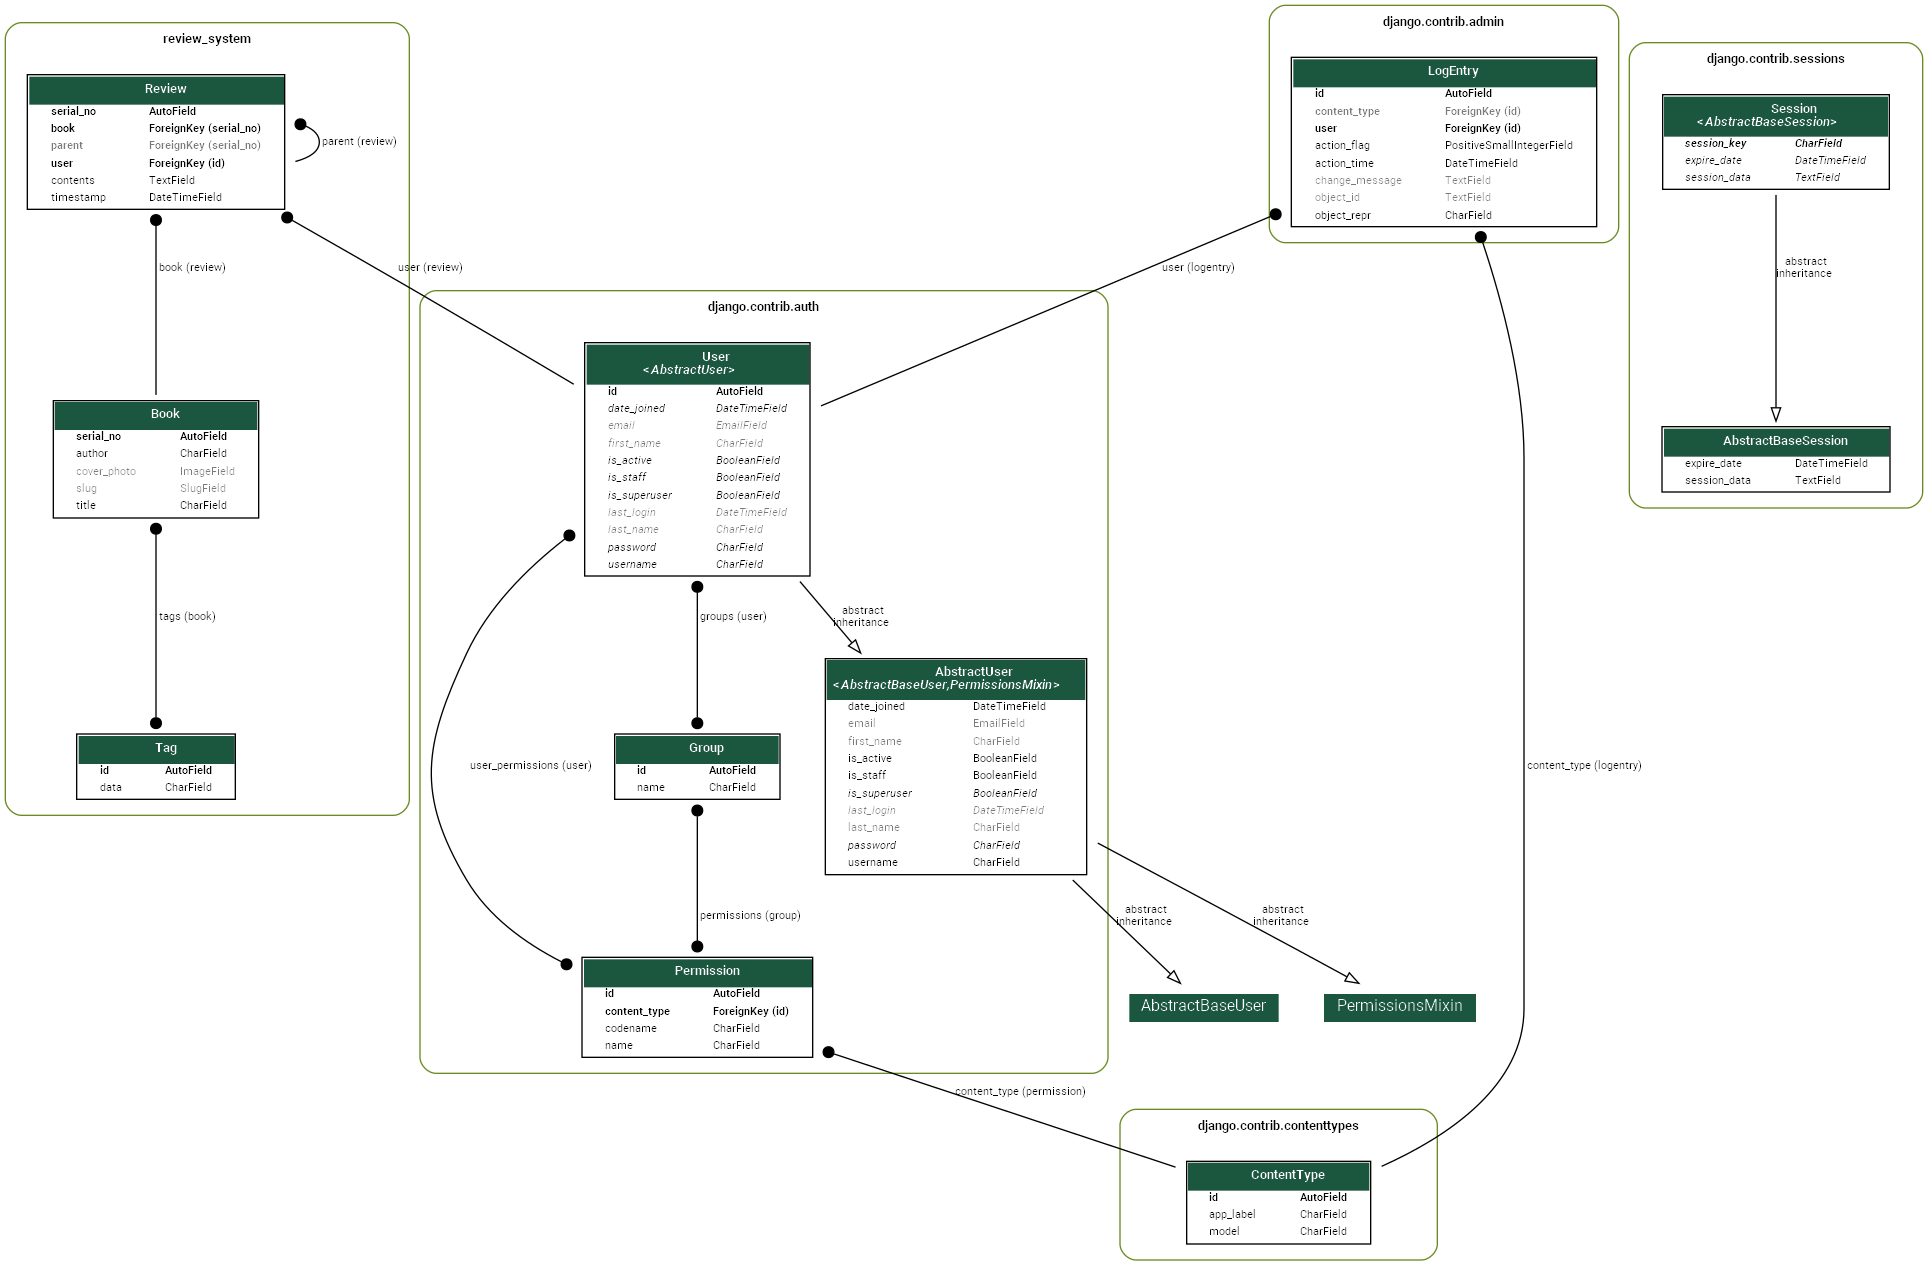 review_system
Review
serial_no AutoField
book ForeignKey (serial_no)
parent ForeignKey (serial_no)
user ForeignKey (id)
contents TextField
timestamp DateTimeField
parent (review)
book (review)
user (review)
Book
serial_no AutoField
author CharField
cover_photo ImageField
slug SlugField
title CharField
tags (book)
Tag
id AutoField
data CharField
django.contrib.auth
User
<AbstractUser>
id AutoField
date_joined DateTimeField
email EmailField
first_name CharField
is_active BooleanField
is_staff BooleanField
is_superuser BooleanField
last_login DateTimeField
last_name CharField
password CharField
username CharField
groups (user)
abstract
inheritance
user_permissions (user)
Group
id AutoField
name CharField
permissions (group)
AbstractUser
<AbstractBaseUser,PermissionsMixin>
date_joined DateTimeField
email EmailField
first_name CharField
is_active BooleanField
is_staff BooleanField
is_superuser BooleanField
last_login DateTimeField
last_name CharField
password CharField
username CharField
abstract
inheritance
abstract
inheritance
AbstractBaseUser
PermissionsMixin
Permission
id AutoField
content_type ForeignKey (id)
codename CharField
name CharField
content_type (permission)
django.contrib.admin
LogEntry
id AutoField
content_type ForeignKey (id)
user ForeignKey (id)
action_flag PositiveSmallIntegerField
action_time DateTimeField
change_message TextField
object_id TextField
object_repr CharField
user (logentry)
content_type (logentry)
django.contrib.sessions
Session
<AbstractBaseSession>
session_key CharField
expire_date DateTimeField
session_data TextField
abstract
inheritance
AbstractBaseSession
expire_date DateTimeField
session_data TextField
django.contrib.contenttypes
ContentType
id AutoField
app_label CharField
model CharField